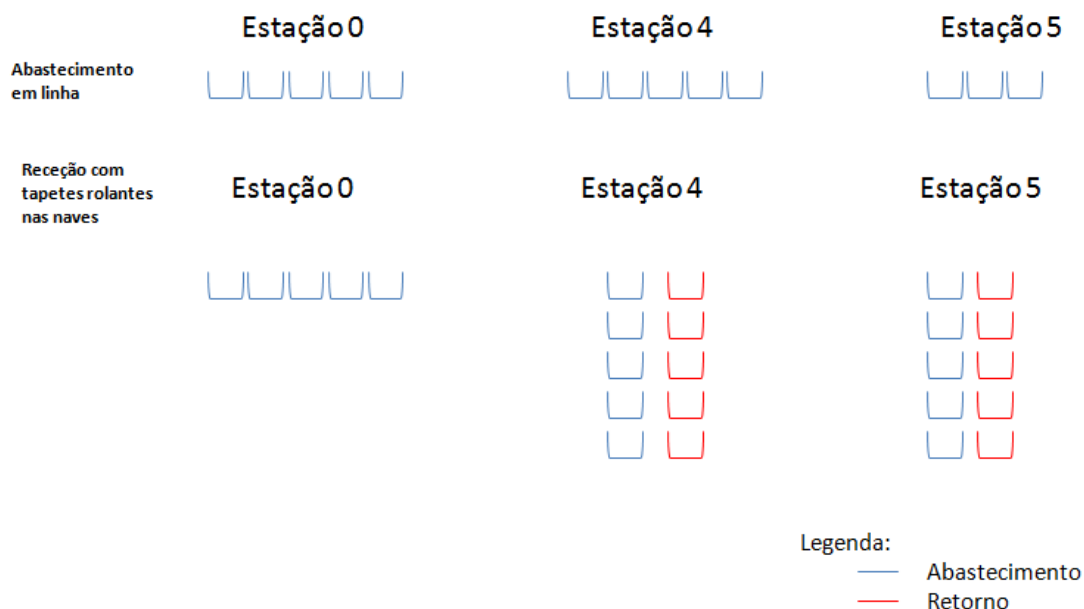 Estação 0
Estação 4
Estação 5
Abastecimento
em linha
Receção com
tapetes rolantes
nas naves
Estação 0
Estação 4
Estação 5
Legenda:
Abastecimento
Retorno